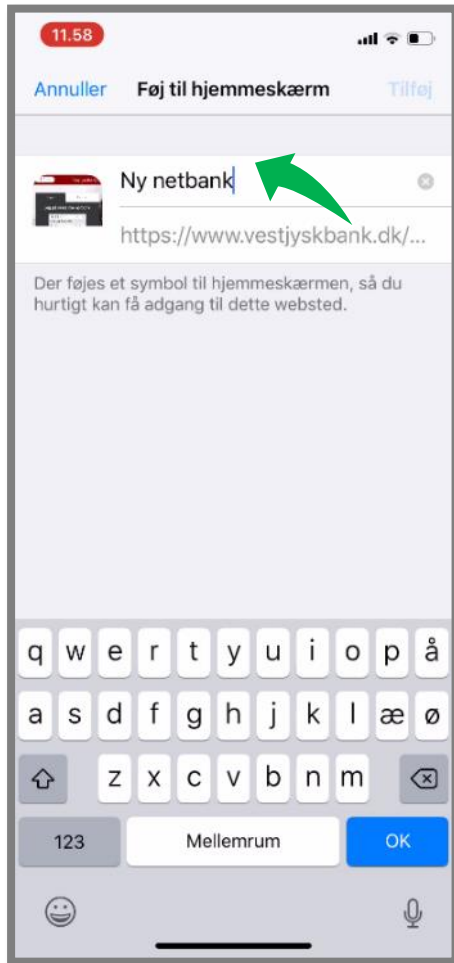 11.58
Annuller Føj til hjemmeskærm Tilføj
Ny netbank
https://www.vestjyskbank.dk/...
Der føjes et symbol til hjemmeskærmen, så du
hurtigt kan få adgang til dette websted.
q w e r t y u i o p å
a s d f g h j k l æ ø
z x c v b n m
123 Mellemrum OK